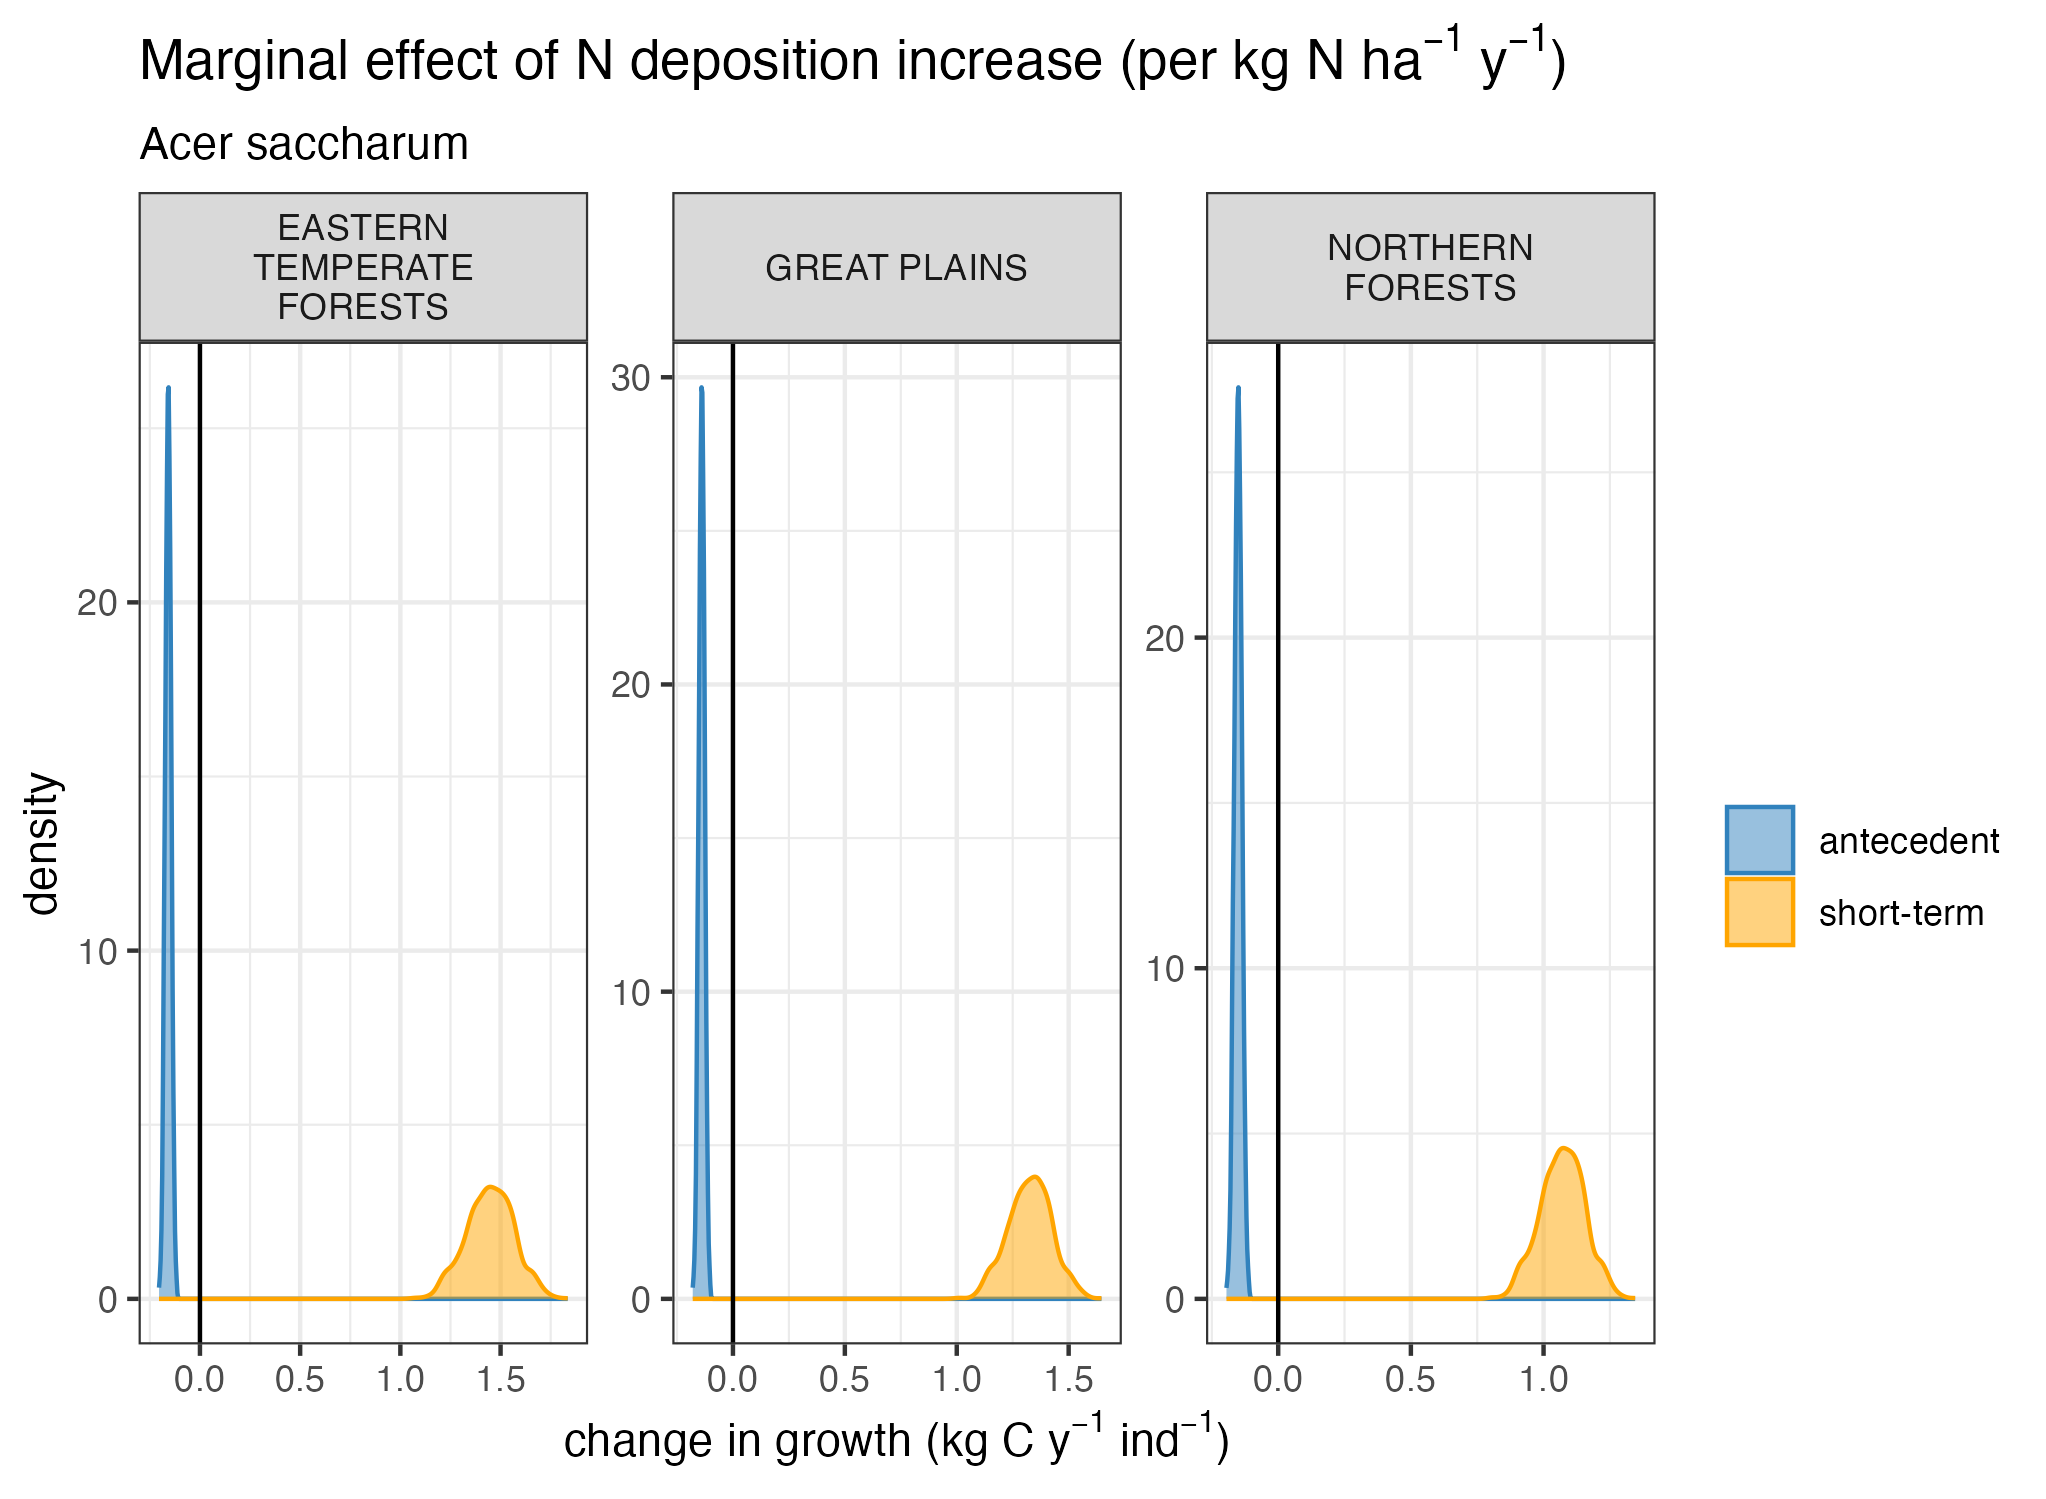 Marginal effect of N deposition increase (per kg N ha⁻¹ y⁻¹)
Acer saccharum
EASTERN
TEMPERATE
FORESTS
GREAT PLAINS
NORTHERN
FORESTS
density
20
10
0
30
20
10
0
20
10
0
0.0 0.5 1.0 1.5
0.0 0.5 1.0 1.5
0.0 0.5 1.0
change in growth (kg C y⁻¹ ind⁻¹)
antecedent
short-term